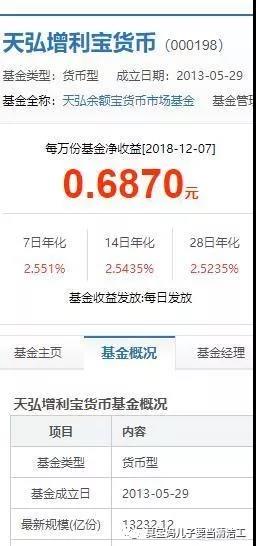 天弘增利宝货币 (000198)
基金类型：货币型 成立日期：2013-05-29
基金全称：天弘余额宝货币市场基金 基金管理
每万份基金净收益[2018-12-07]
0.6870元
7日年化 14日年化 28日年化
2.551% 2.5435% 2.5235%
基金收益发放:每日发放
基金主页 基金概况 基金经理
天弘增利宝货币基金概况
项目 内容
基金类型 货币型
基金成立日 2013-05-29
最新规模(亿份) 13232.12